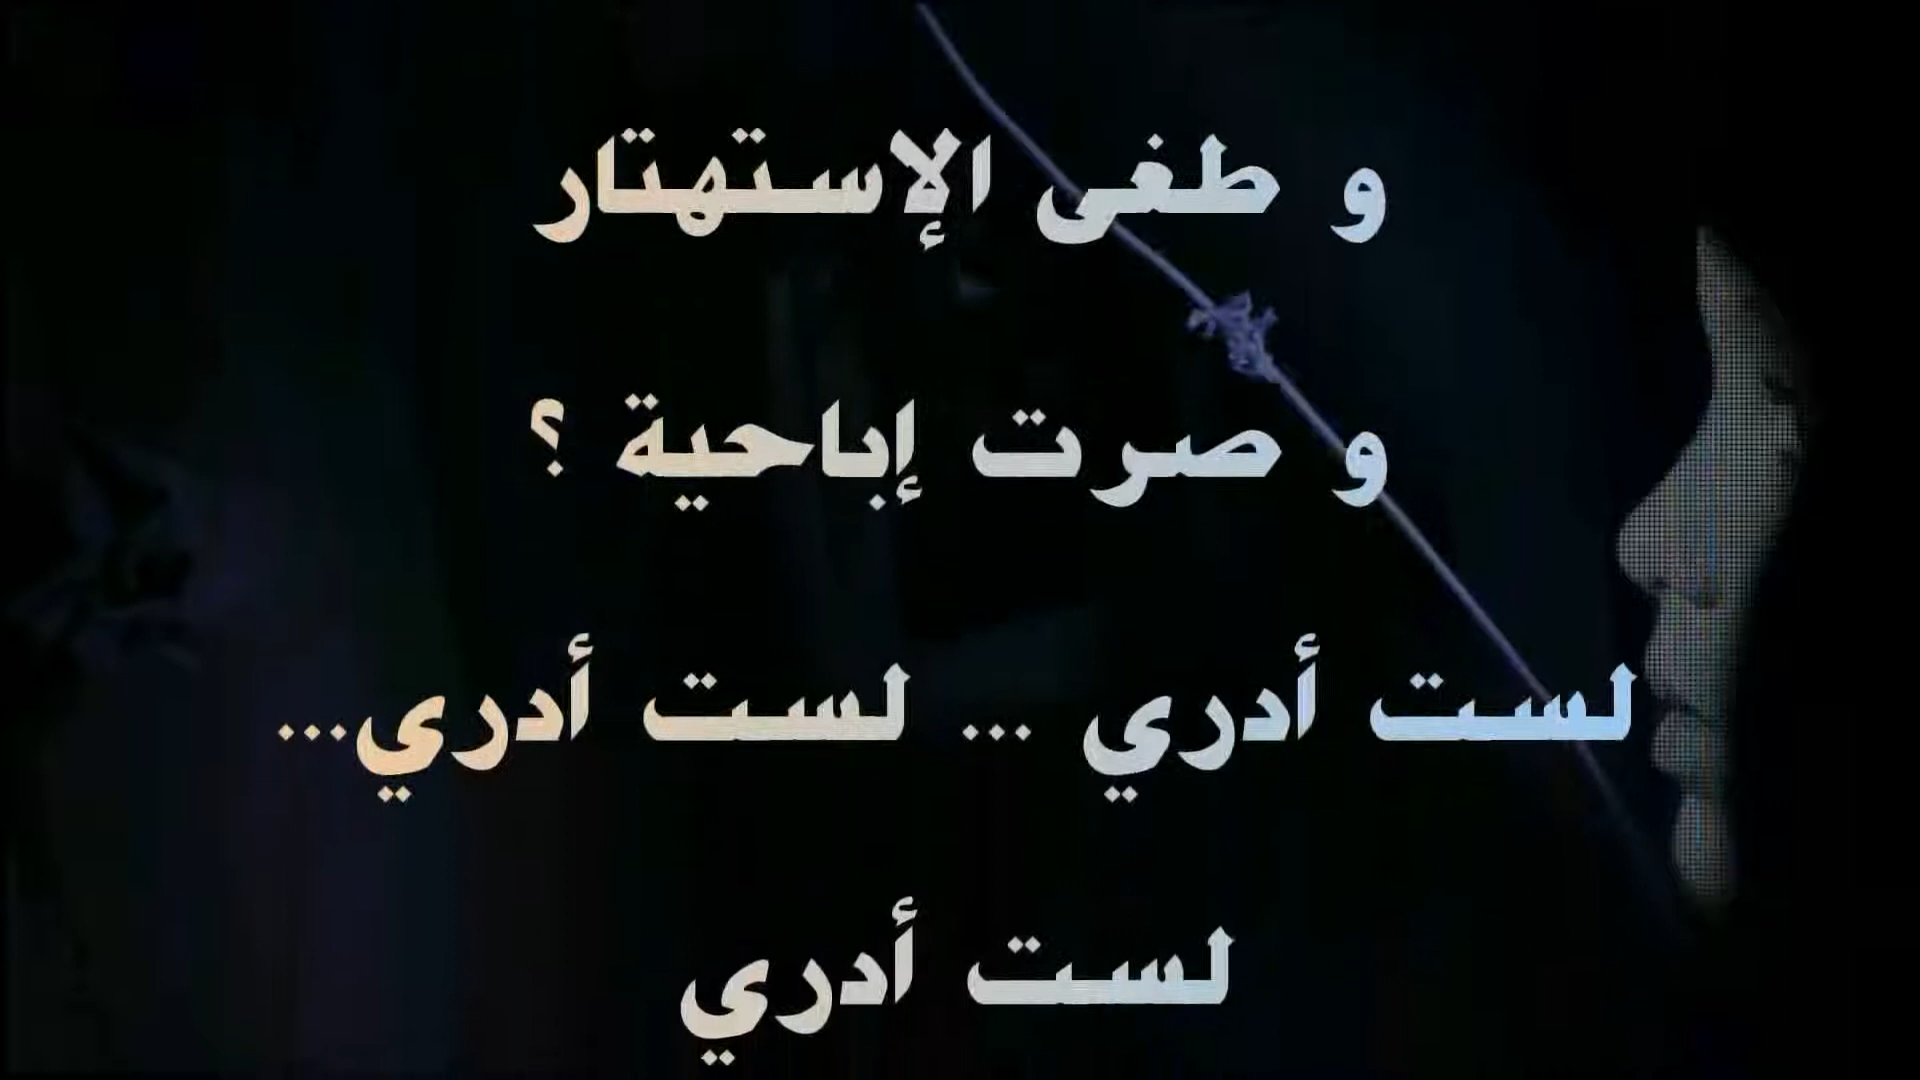 و طغى الإستهتار
و صرت إباحية ؟
لست أدري ... لست أدري...
لست أدري